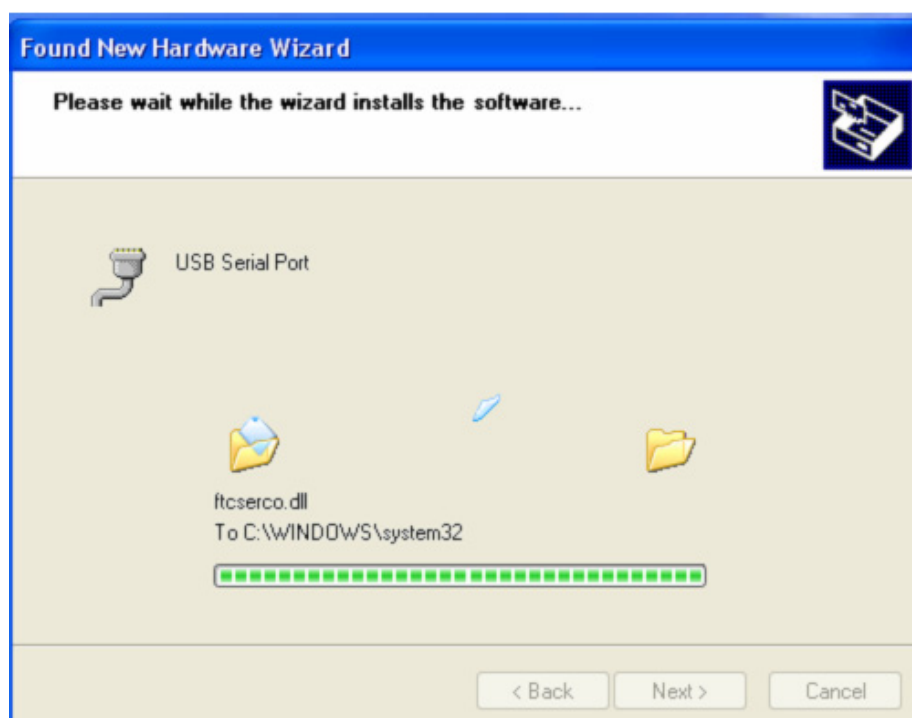 Found New Hardware Wizard
Please wait while the wizard installs the software...
USB Serial Port
ftcserco.dll
To C:\WINDOWS\system32
< Back Next > Cancel